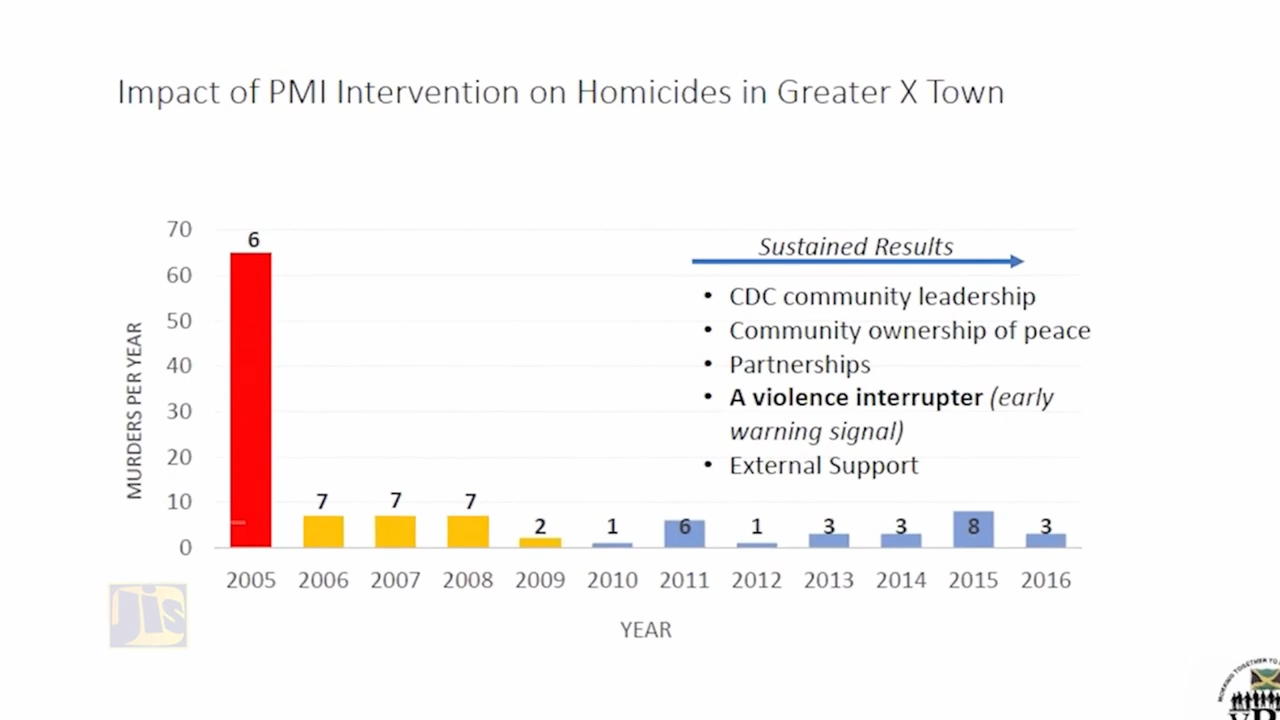 Impact of PMI Intervention on Homicides in Greater X Town
MURDERS PER YEAR
70
60
50
40
30
20
10
0
6
7
7
7
2
1
6
1
3
3
8
3
Sustained Results
• CDC community leadership
• Community ownership of peace
• Partnerships
• A violence interrupter (early
warning signal)
• External Support
2005 2006 2007 2008 2009 2010 2011 2012 2013 2014 2015 2016
YEAR
Jis
WORKING TOGETHER TO